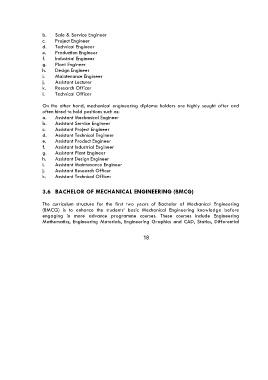 b. Sale & Service Engineer
c. Project Engineer
d. Technical Engineer
e. Production Engineer
f. Industrial Engineer
g. Plant Engineer
h. Design Engineer
i. Maintenance Engineer
j. Assistant Lecturer
k. Research Officer
l. Technical Officer
On the other hand, mechanical engineering diploma holders are highly sought after and
often hired to hold positions such as:
a. Assistant Mechanical Engineer
b. Assistant Service Engineer
c. Assistant Project Engineer
d. Assistant Technical Engineer
e. Assistant Product Engineer
f. Assistant Industrial Engineer
g. Assistant Plant Engineer
h. Assistant Design Engineer
i. Assistant Maintenance Engineer
j. Assistant Research Officer
k. Assistant Technical Officer
3.6 BACHELOR OF MECHANICAL ENGINEERING (BMCG)
The curriculum structure for the first two years of Bachelor of Mechanical Engineering
(BMCG) is to enhance the students' basic Mechanical Engineering knowledge before
engaging in more advance programme courses. These courses include Engineering
Mathematics, Engineering Materials, Engineering Graphics and CAD, Statics, Differential
18